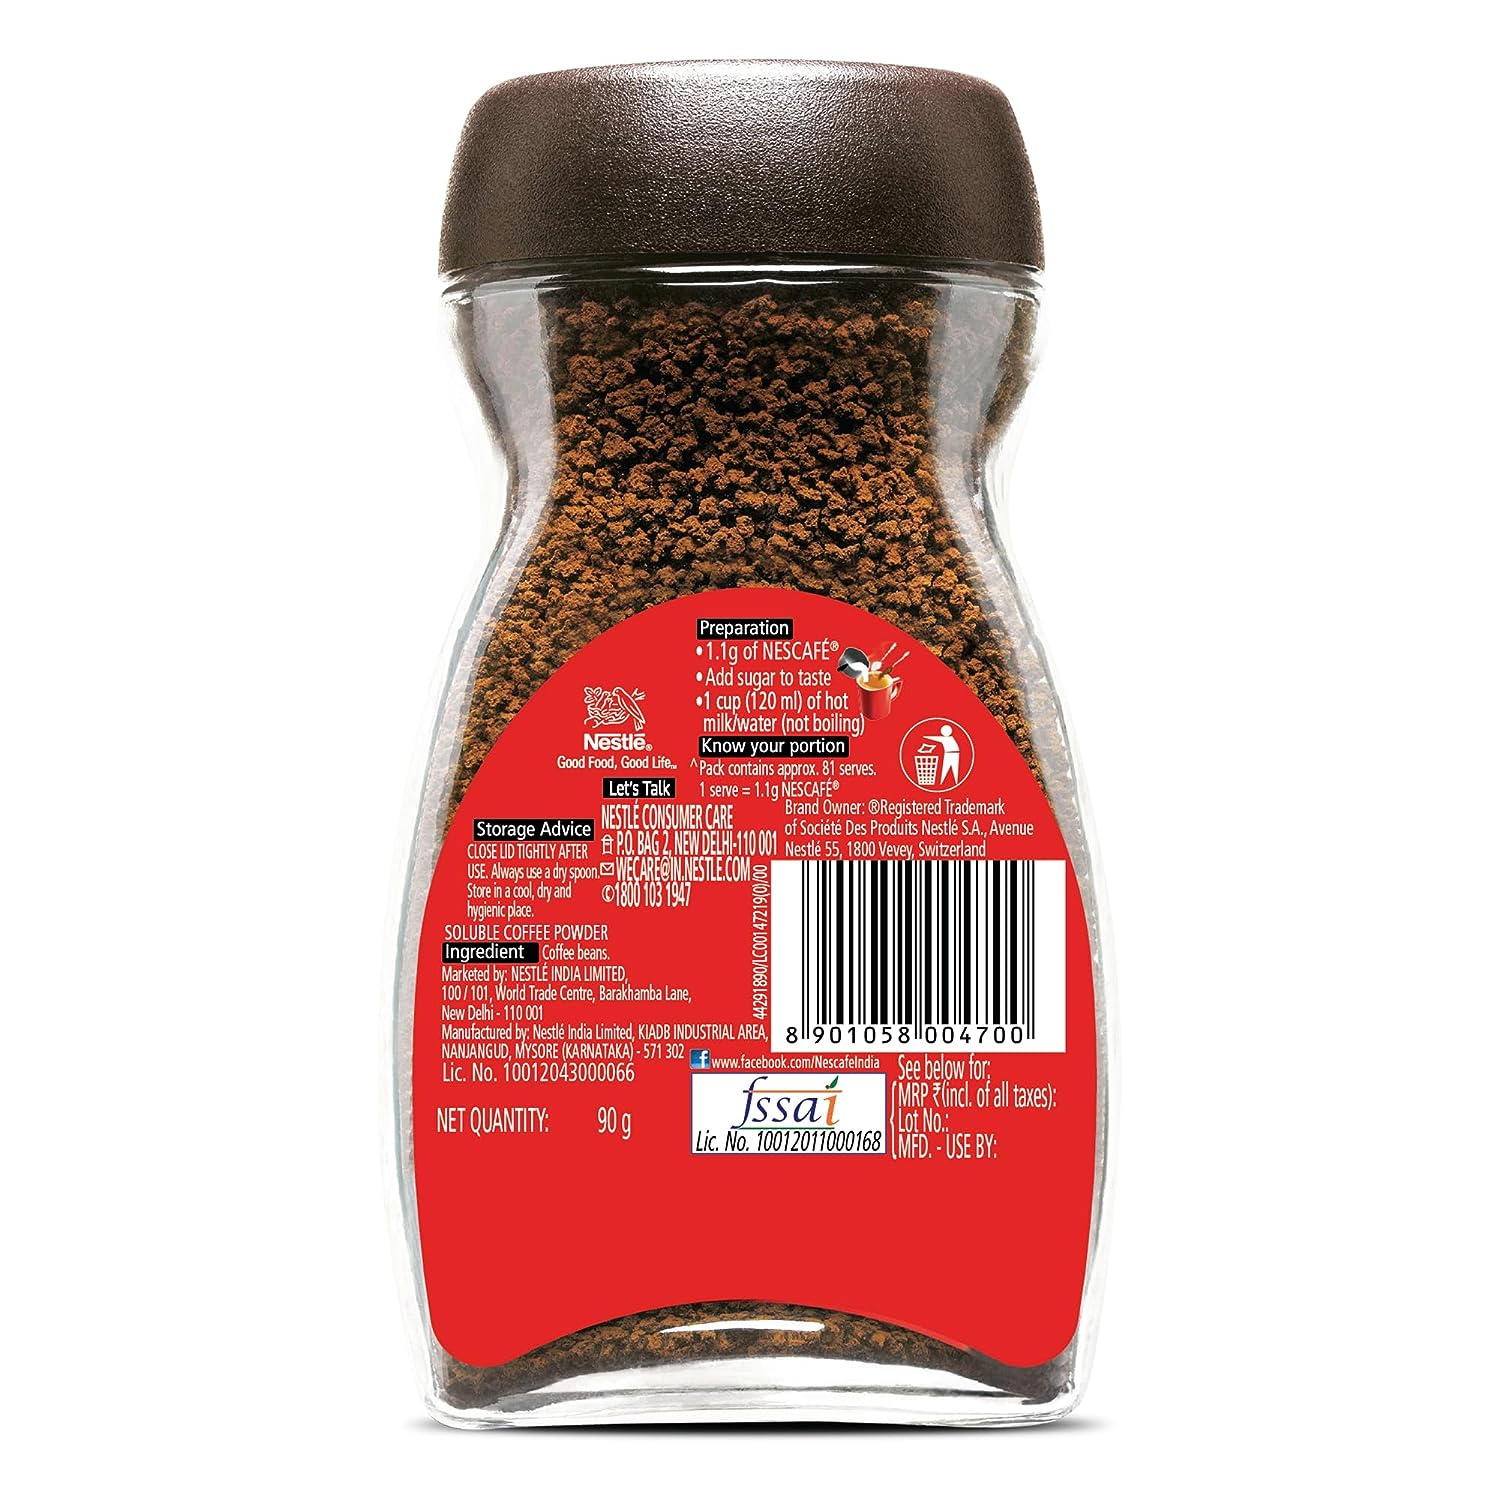 Preparation
•1.1g of NESCAFÉ®
•Add sugar to taste
•1 cup (120 ml) of hot
milk/water (not boiling)
Know your portion
^Pack contains approx. 81 serves.
1 serve = 1.1g NESCAFÉ®
Nestlé®
Good Food, Good Life™
Let's Talk
NESTLÉ CONSUMER CARE
P.O. BAG 2, NEW DELHI-110 001
WECARE@IN.NESTLE.COM
1800 103 1947
Brand Owner: ®Registered Trademark
of Société Des Produits Nestlé S.A., Avenue
Nestlé 55, 1800 Vevey, Switzerland
Storage Advice
CLOSE LID TIGHTLY AFTER
USE. Always use a dry spoon.
Store in a cool, dry and
hygienic place.
SOLUBLE COFFEE POWDER
Ingredient Coffee beans.
Marketed by: NESTLÉ INDIA LIMITED,
100 / 101, World Trade Centre, Barakhamba Lane,
New Delhi - 110 001
Manufactured by: Nestlé India Limited, KIADB INDUSTRIAL AREA,
NANJANGUD, MYSORE (KARNATAKA) - 571 302
Lic. No. 10012043000066
44291890/LC00147219(0)/00
8 901058 004700
f www.facebook.com/NescafeIndia
NET QUANTITY: 90 g
fssai
Lic. No. 10012011000168
See below for:
MRP ₹(incl. of all taxes):
Lot No.:
MFD. - USE BY: